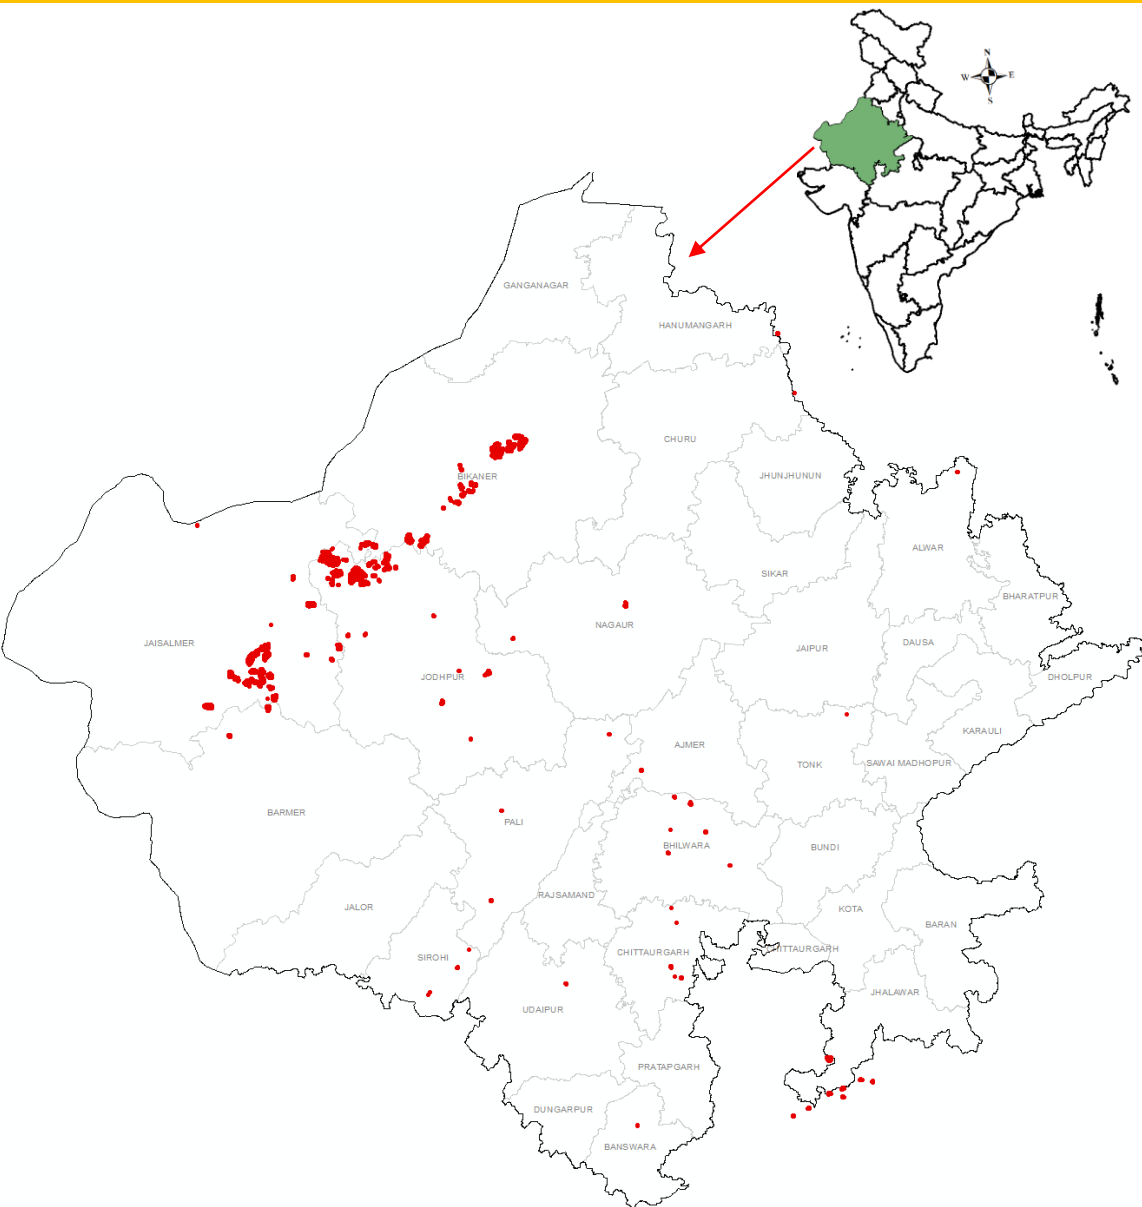 N
W E
S
GANGANAGAR
HANUMANGARH
CHURU
BIKANER
JHUNJHUNUN
ALWAR
SIKAR
BHARATPUR
NAGAUR
JAISALMER
JAIPUR
DAUSA
JODHPUR
DHOLPUR
KARAULI
AJMER
TONK
SAWAI MADHOPUR
BARMER
PALI
BHILWARA
BUNDI
RAJSAMAND
JALOR
KOTA
BARAN
SIROHI
CHITTAURGARH
CHITTAURGARH
JHALAWAR
UDAIPUR
PRATAPGARH
DUNGARPUR
BANSWARA